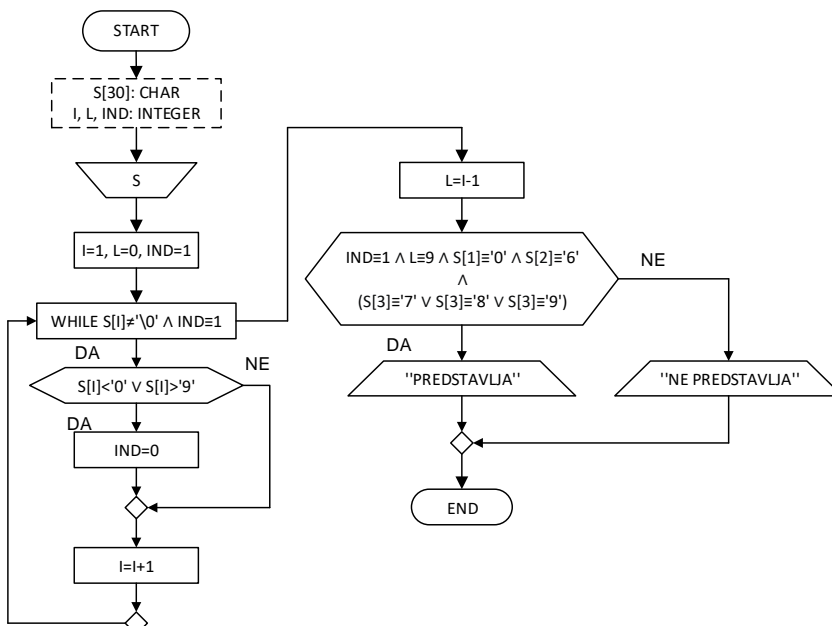 START
S[30]: CHAR
I, L, IND: INTEGER
S
I=1, L=0, IND=1
WHILE S[I]≠'\0' ∧ IND≡1
DA
NE
S[I]<'0' ∨ S[I]>'9'
DA
IND=0
I=I+1
L=I-1
IND≡1 ∧ L≡9 ∧ S[1]≡'0' ∧ S[2]≡'6'
∧
(S[3]≡'7' ∨ S[3]≡'8' ∨ S[3]≡'9')
NE
DA
''PREDSTAVLJA''
''NE PREDSTAVLJA''
END